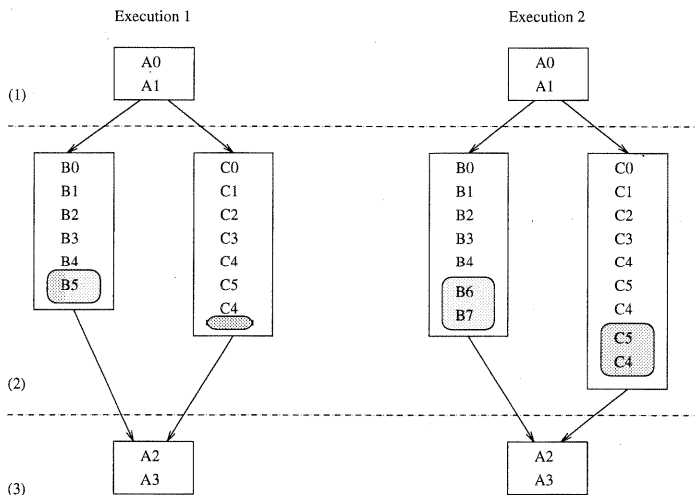 Execution 1
Execution 2
A0
A1
A0
A1
(1)
B0
B1
B2
B3
B4
B5
C0
C1
C2
C3
C4
C5
C4
B0
B1
B2
B3
B4
B6
B7
C0
C1
C2
C3
C4
C5
C4
C5
C4
(2)
A2
A3
A2
A3
(3)